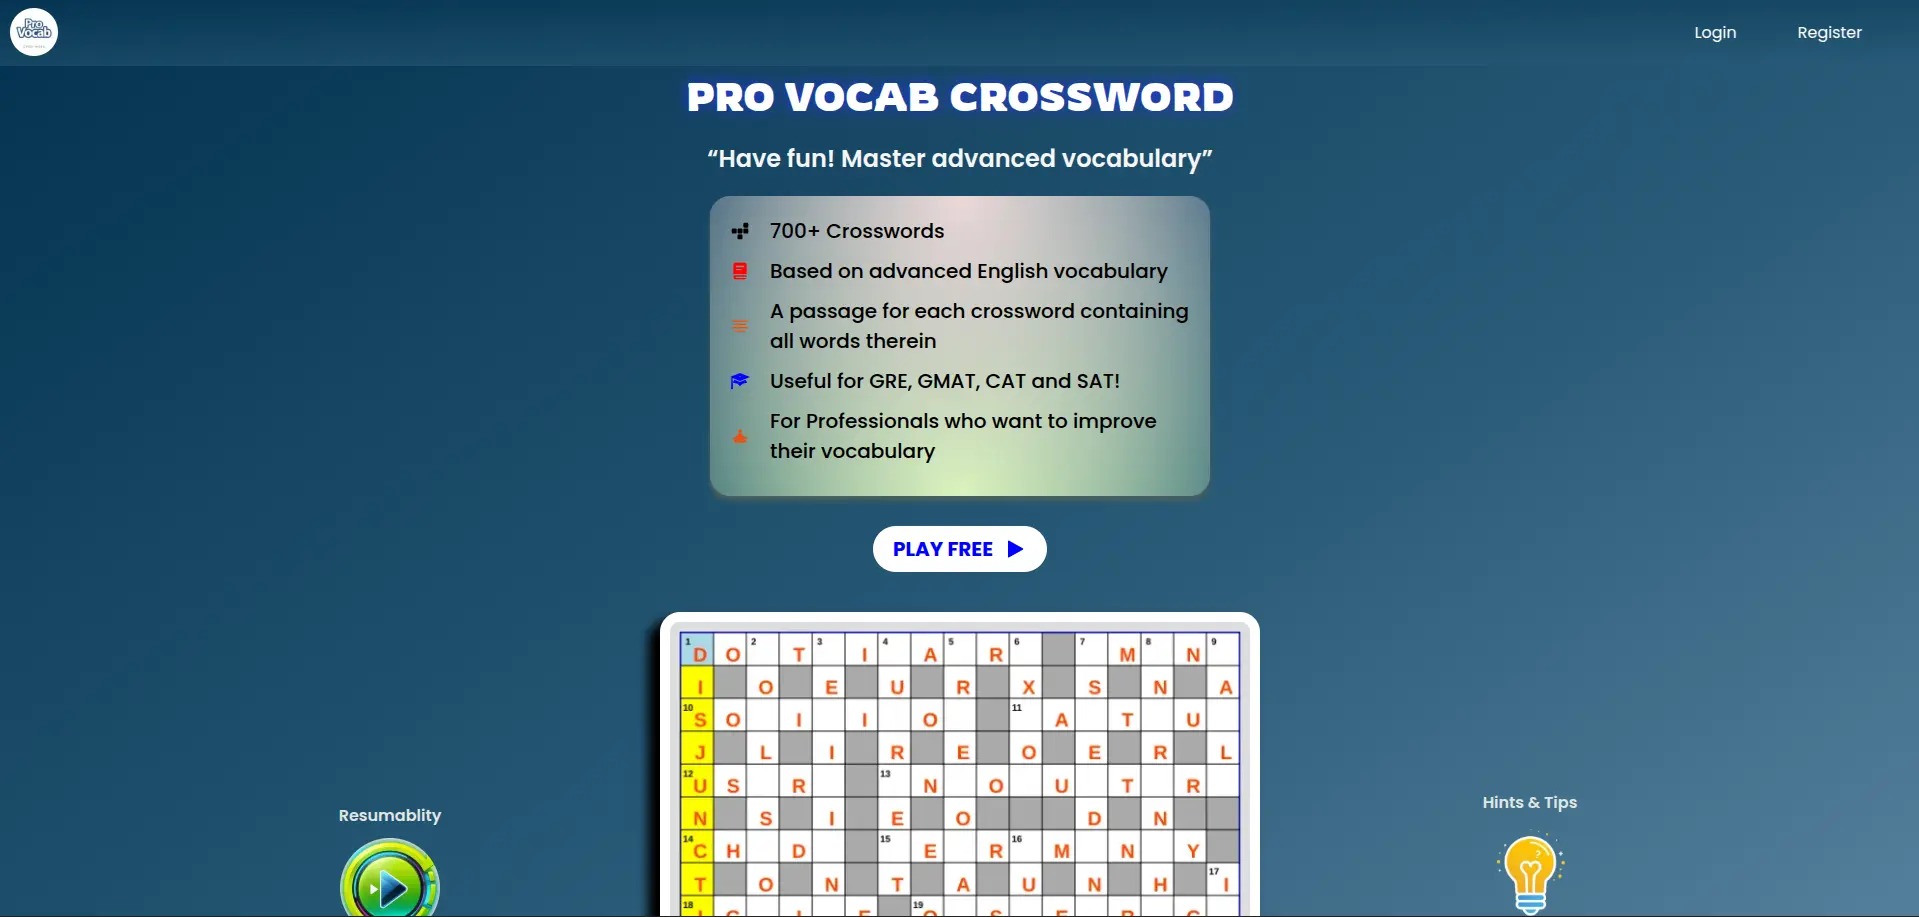 Pro
Vocab
Login
Register
PRO VOCAB CROSSWORD
“Have fun! Master advanced vocabulary”
700+ Crosswords
Based on advanced English vocabulary
A passage for each crossword containing
all words therein
Useful for GRE, GMAT, CAT and SAT!
For Professionals who want to improve
their vocabulary
PLAY FREE
1 D O 2 T 3 I 4 A 5 R 6 7 M 8 N 9
I O E U R X S N A
10 S O I I O 11 A T U
J L I R E O E R L
12 U S R 13 N O U T R
N S I E O D N
14 C H D 15 E R 16 M N Y
T O N T A U N H 17 I
18 19
Resumablity
Hints & Tips